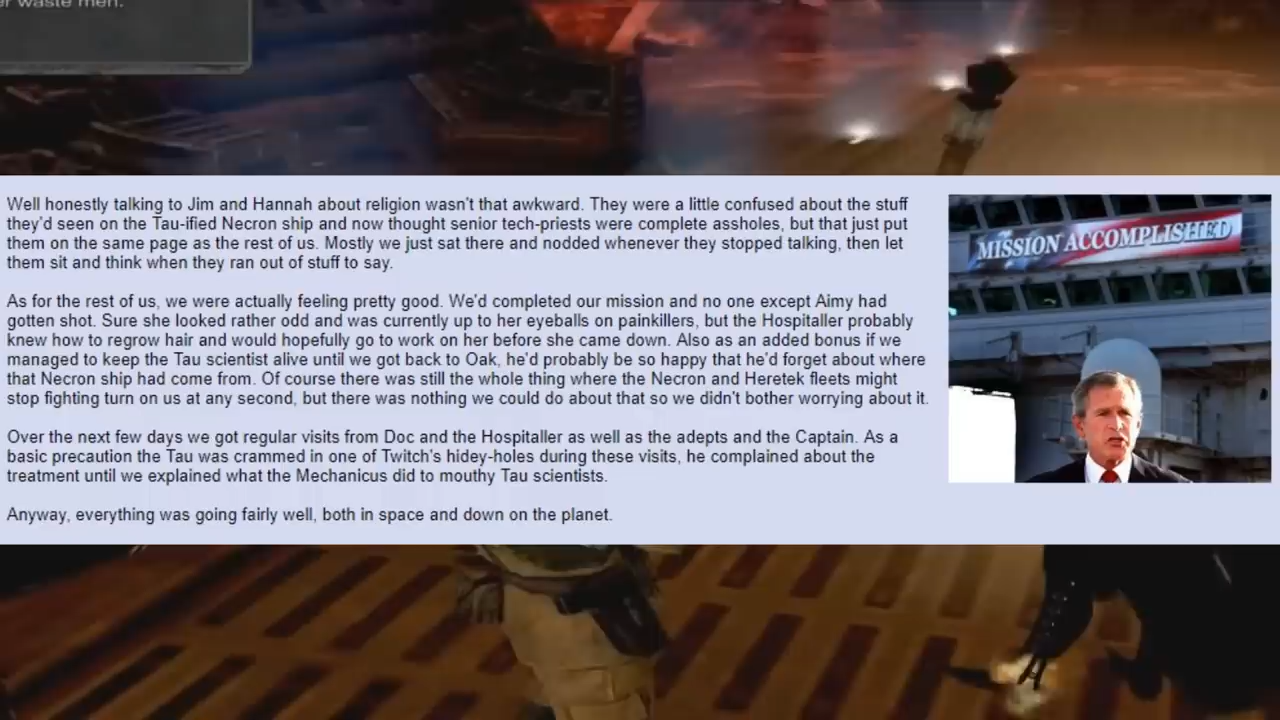 er waste men.
Well honestly talking to Jim and Hannah about religion wasn't that awkward. They were a little confused about the stuff
they'd seen on the Tau-ified Necron ship and now thought senior tech-priests were complete assholes, but that just put
them on the same page as the rest of us. Mostly we just sat there and nodded whenever they stopped talking, then let
them sit and think when they ran out of stuff to say.
As for the rest of us, we were actually feeling pretty good. We'd completed our mission and no one except Aimy had
gotten shot. Sure she looked rather odd and was currently up to her eyeballs on painkillers, but the Hospitaller probably
knew how to regrow hair and would hopefully go to work on her before she came down. Also as an added bonus if we
managed to keep the Tau scientist alive until we got back to Oak, he'd probably be so happy that he'd forget about where
that Necron ship had come from. Of course there was still the whole thing where the Necron and Heretek fleets might
stop fighting turn on us at any second, but there was nothing we could do about that so we didn't bother worrying about it.
Over the next few days we got regular visits from Doc and the Hospitaller as well as the adepts and the Captain. As a
basic precaution the Tau was crammed in one of Twitch's hidey-holes during these visits, he complained about the
treatment until we explained what the Mechanicus did to mouthy Tau scientists.
Anyway, everything was going fairly well, both in space and down on the planet.
MISSION ACCOMPLISHED